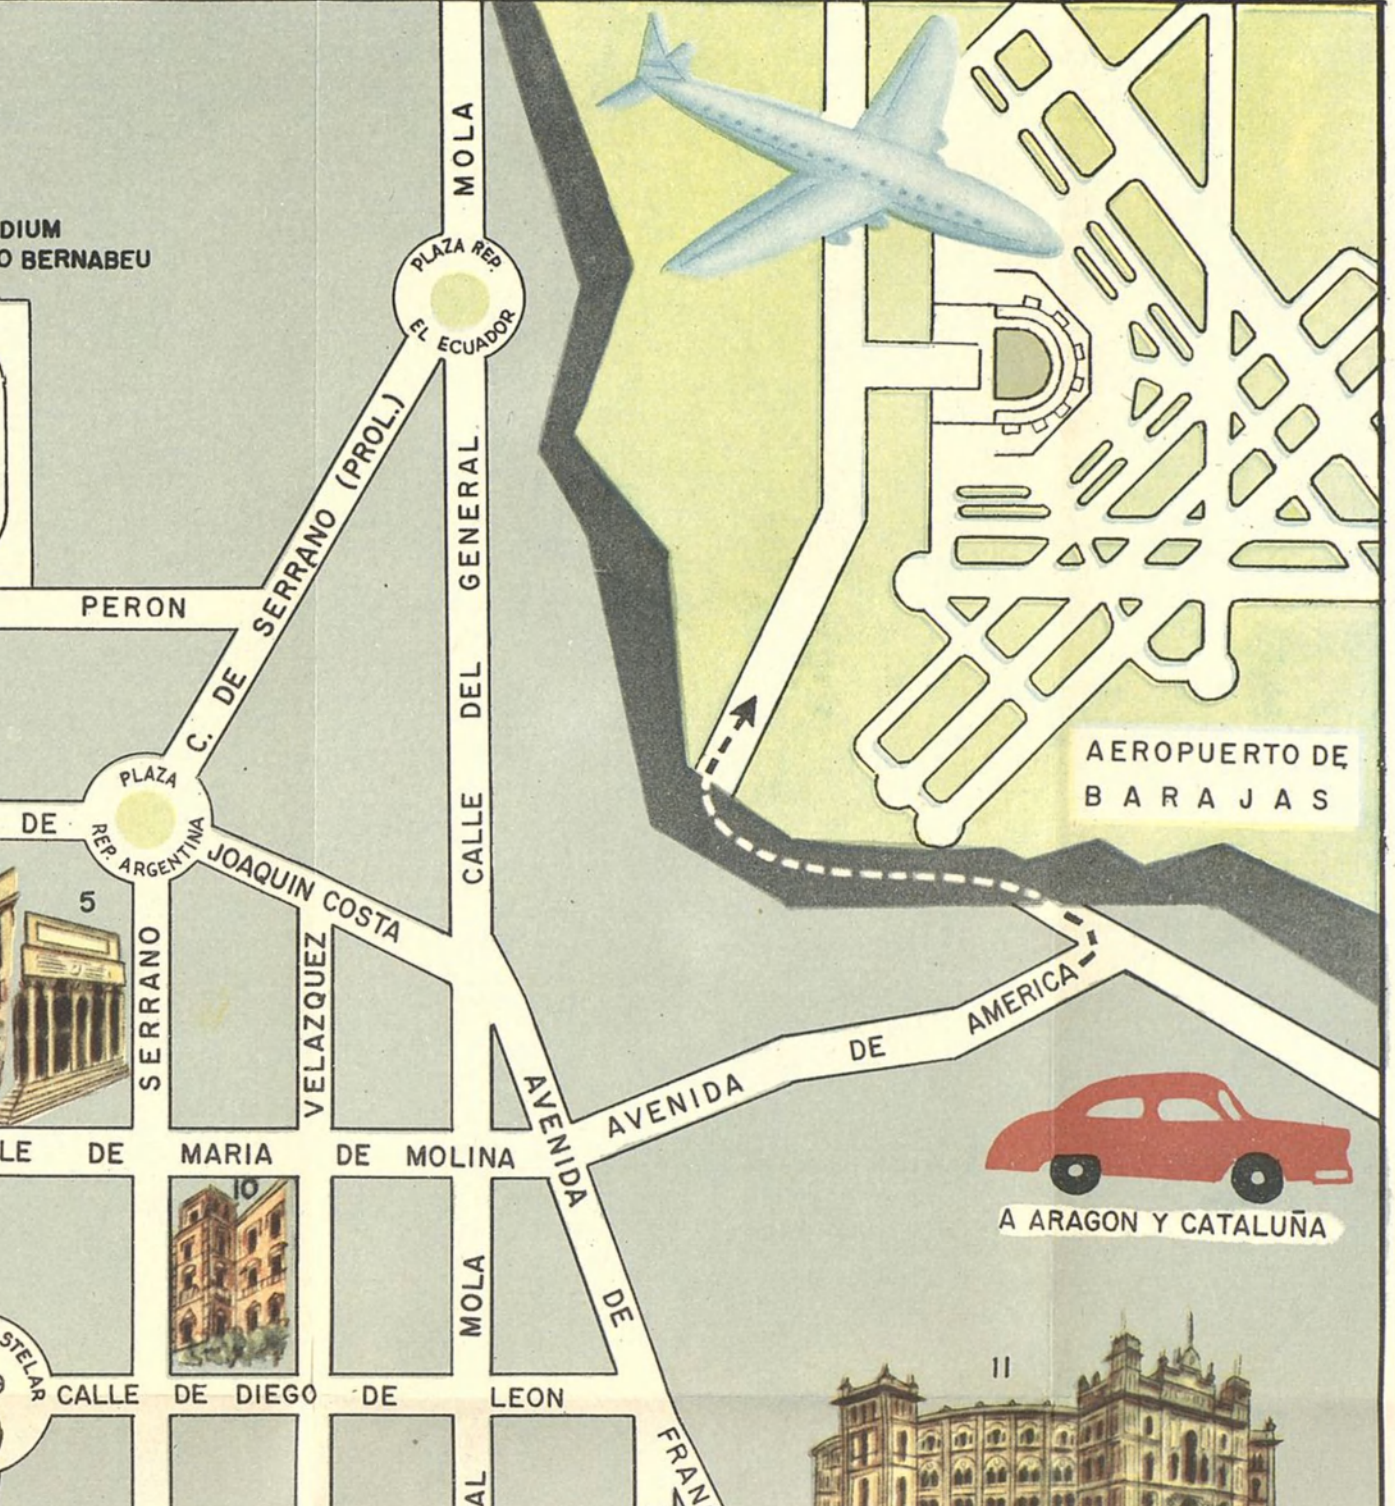 MOLA
DIUM
O BERNABEU
PLAZA REP.
EL ECUADOR
C. DE SERRANO (PROL.)
CALLE DEL GENERAL
PERON
AEROPUERTO DE
BARAJAS
PLAZA
REP. ARGENTINA
DE
JOAQUIN COSTA
5
SERRANO
VELAZQUEZ
AVENIDA DE AMERICA
AVENIDA DE FRAN
LE DE MARIA DE MOLINA
10
A ARAGON Y CATALUÑA
MOLA
STELAR
CALLE DE DIEGO DE LEON
11
AL